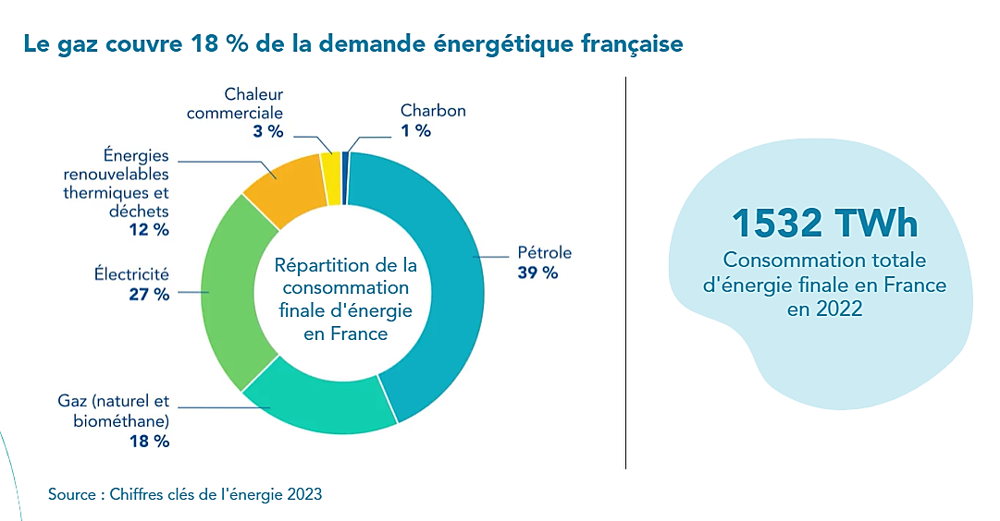 Le gaz couvre 18 % de la demande énergétique française
Chaleur
commerciale
3 %
Charbon
1 %
Énergies
renouvelables
thermiques et
déchets
12 %
Pétrole
39 %
Électricité
27 %
Gaz (naturel et
biométhane)
18 %
Répartition de la
consommation
finale d'énergie
en France
1532 TWh
Consommation totale
d'énergie finale en France
en 2022
Source : Chiffres clés de l'énergie 2023